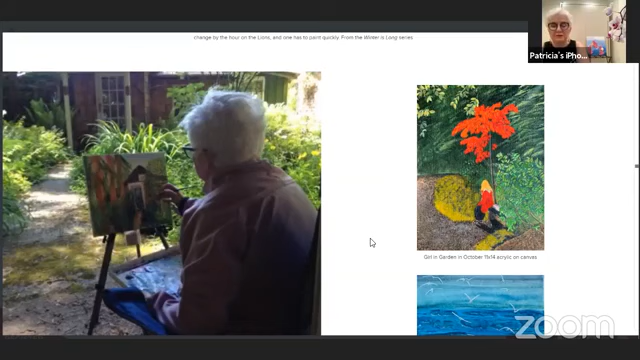 change by the hour on the Lions, and one has to paint quickly. From the Winter is Long series
Patricia's iPho...
Girl in Garden in October 11x14 acrylic on canvas
zoom